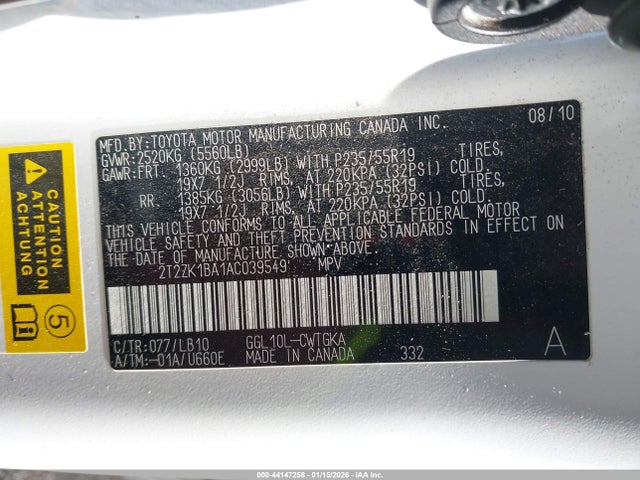 08/10
MFD.BY:TOYOTA MOTOR MANUFACTURING CANADA INC.
GVWR:2520KG (5560LB)
GAWR:FRT. 1360KG (2999LB) WITH P235/55R19 TIRES,
19X7 1/2J RIMS, AT 220KPA (32PSI) COLD.
RR. 1385KG (3056LB) WITH P235/55R19 TIRES,
19X7 1/2J RIMS, AT 220KPA (32PSI) COLD.
THIS VEHICLE CONFORMS TO ALL APPLICABLE FEDERAL MOTOR
VEHICLE SAFETY AND THEFT PREVENTION STANDARDS IN EFFECT ON
THE DATE OF MANUFACTURE SHOWN ABOVE.
2T2ZK1BA1AC039549 MPV
C/TR:077/LB10 GGL10L-CWTGKA
A/TM:-01A/U660E MADE IN CANADA 332 A
CAUTION
5
000-44147258 - 01/15/2026 - IAAI.COM